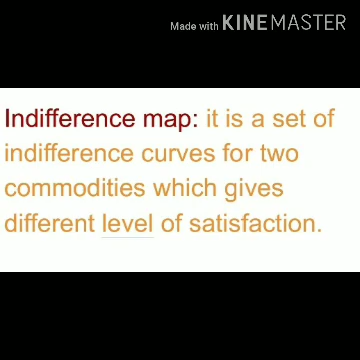 Made with KINEMASTER
Indifference map: it is a set of
indifference curves for two
commodities which gives
different level of satisfaction.